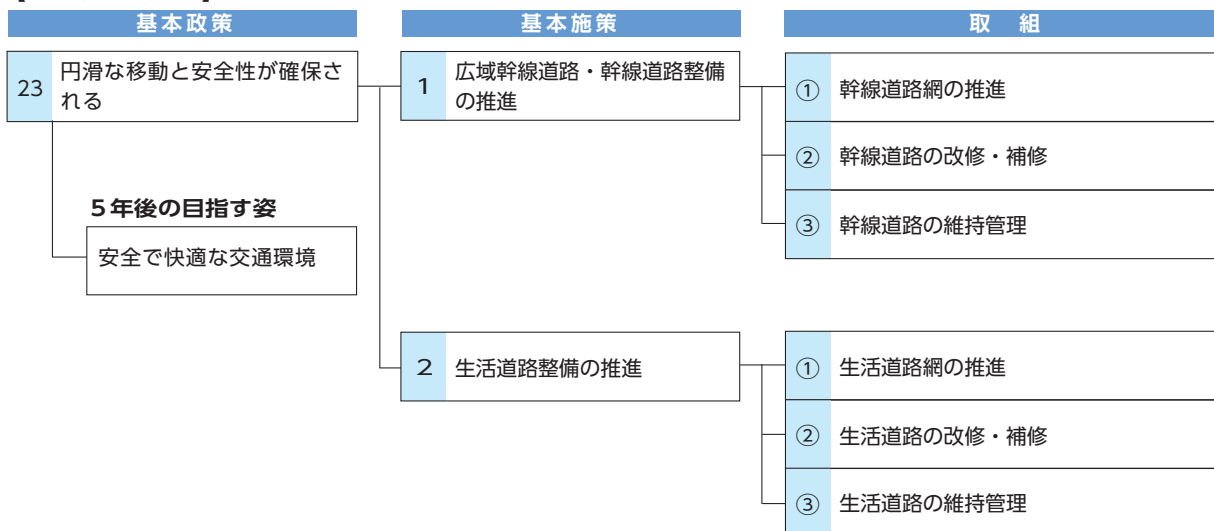 基本政策
基本施策
取　組
23
円滑な移動と安全性が確保さ
れる
5年後の目指す姿
安全で快適な交通環境
1
広域幹線道路・幹線道路整備
の推進
① 幹線道路網の推進
② 幹線道路の改修・補修
③ 幹線道路の維持管理
2
生活道路整備の推進
① 生活道路網の推進
② 生活道路の改修・補修
③ 生活道路の維持管理